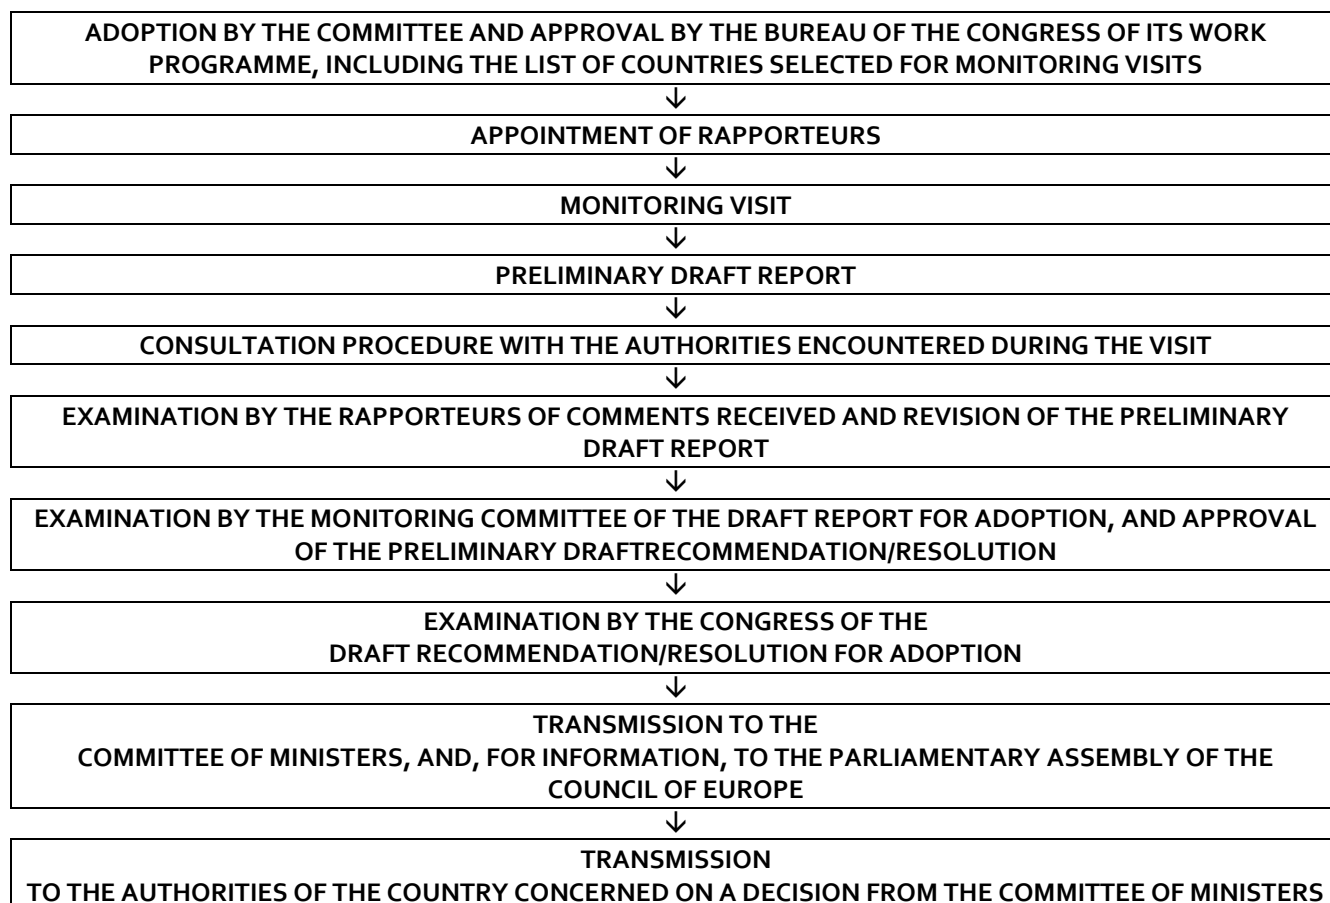 ADOPTION BY THE COMMITTEE AND APPROVAL BY THE BUREAU OF THE CONGRESS OF ITS WORK
PROGRAMME, INCLUDING THE LIST OF COUNTRIES SELECTED FOR MONITORING VISITS
↓
APPOINTMENT OF RAPPORTEURS
↓
MONITORING VISIT
↓
PRELIMINARY DRAFT REPORT
↓
CONSULTATION PROCEDURE WITH THE AUTHORITIES ENCOUNTERED DURING THE VISIT
↓
EXAMINATION BY THE RAPPORTEURS OF COMMENTS RECEIVED AND REVISION OF THE PRELIMINARY
DRAFT REPORT
↓
EXAMINATION BY THE MONITORING COMMITTEE OF THE DRAFT REPORT FOR ADOPTION, AND APPROVAL
OF THE PRELIMINARY DRAFTRECOMMENDATION/RESOLUTION
↓
EXAMINATION BY THE CONGRESS OF THE
DRAFT RECOMMENDATION/RESOLUTION FOR ADOPTION
↓
TRANSMISSION TO THE
COMMITTEE OF MINISTERS, AND, FOR INFORMATION, TO THE PARLIAMENTARY ASSEMBLY OF THE
COUNCIL OF EUROPE
↓
TRANSMISSION
TO THE AUTHORITIES OF THE COUNTRY CONCERNED ON A DECISION FROM THE COMMITTEE OF MINISTERS